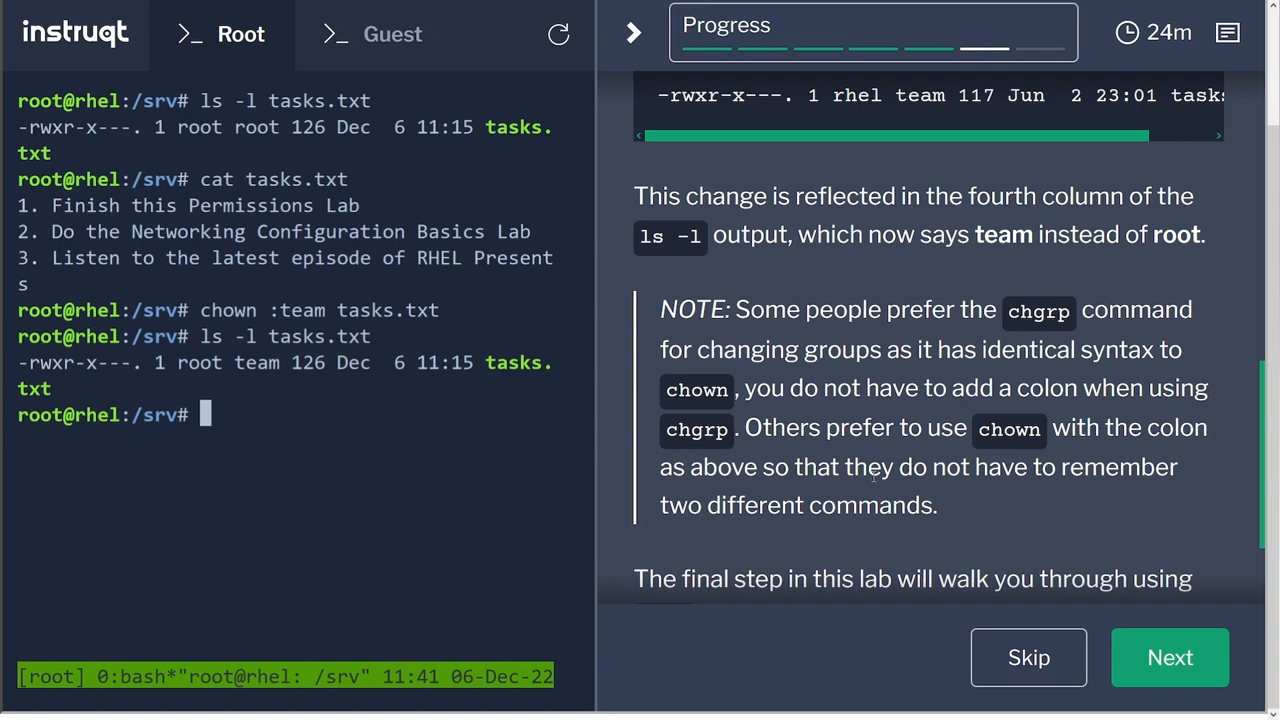 instruqt
>_ Root
>_ Guest
root@rhel:/srv# ls -l tasks.txt
-rwxr-x---. 1 root root 126 Dec  6 11:15 tasks.
txt
root@rhel:/srv# cat tasks.txt
1. Finish this Permissions Lab
2. Do the Networking Configuration Basics Lab
3. Listen to the latest episode of RHEL Present
s
root@rhel:/srv# chown :team tasks.txt
root@rhel:/srv# ls -l tasks.txt
-rwxr-x---. 1 root team 126 Dec  6 11:15 tasks.
txt
root@rhel:/srv#
[root] 0:bash*"root@rhel: /srv" 11:41 06-Dec-22
Progress
24m
-rwxr-x---. 1 rhel team 117 Jun  2 23:01 tasks
This change is reflected in the fourth column of the
ls -l output, which now says team instead of root.
NOTE: Some people prefer the chgrp command
for changing groups as it has identical syntax to
chown, you do not have to add a colon when using
chgrp. Others prefer to use chown with the colon
as above so that they do not have to remember
two different commands.
The final step in this lab will walk you through using
Skip
Next